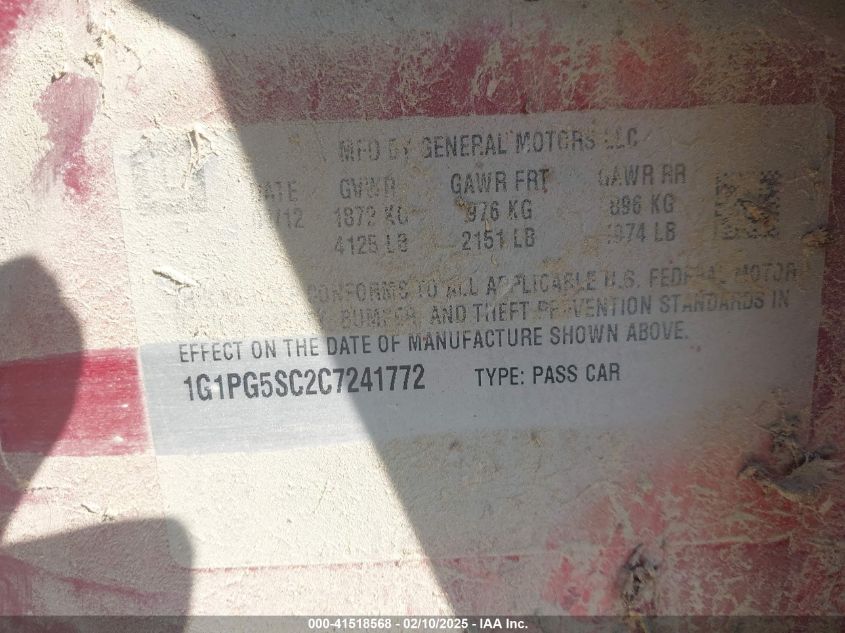 MFD BY GENERAL MOTORS LLC
DATE GVWR GAWR FRT GAWR RR
/12 1872 KG 976 KG 896 KG
4125 LB 2151 LB 1974 LB
CONFORMS TO ALL APPLICABLE U.S. FEDERAL MOTOR
BUMPER, AND THEFT PREVENTION STANDARDS IN
EFFECT ON THE DATE OF MANUFACTURE SHOWN ABOVE.
1G1PG5SC2C7241772 TYPE: PASS CAR
000-41518568 - 02/10/2025 - IAA Inc.